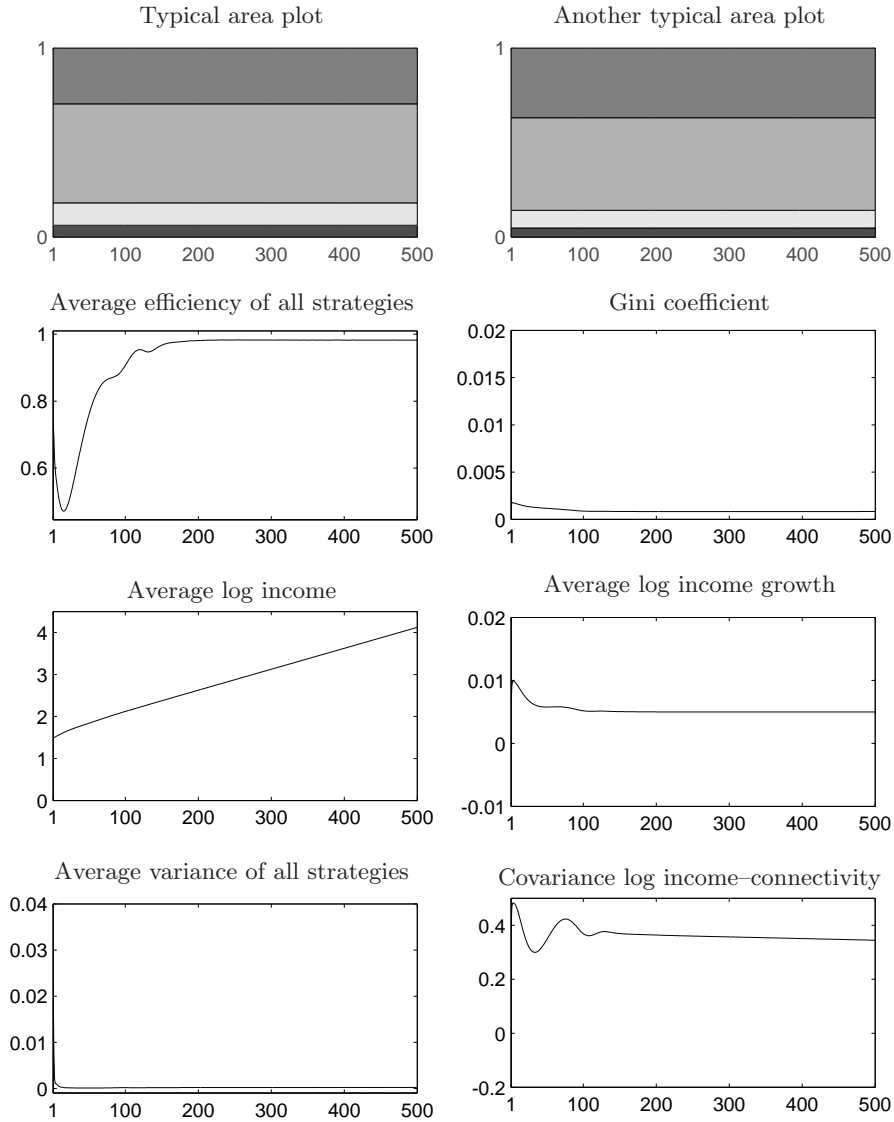 Typical area plot
1
0
1 100 200 300 400 500
Another typical area plot
1
0
1 100 200 300 400 500
Average efficiency of all strategies
1
0.8
0.6
1 100 200 300 400 500
Gini coefficient
0.02
0.015
0.01
0.005
0
1 100 200 300 400 500
Average log income
4
3
2
1
0
1 100 200 300 400 500
Average log income growth
0.02
0.01
0
-0.01
1 100 200 300 400 500
Average variance of all strategies
0.04
0.03
0.02
0.01
0
1 100 200 300 400 500
Covariance log income–connectivity
0.4
0.2
0
-0.2
1 100 200 300 400 500